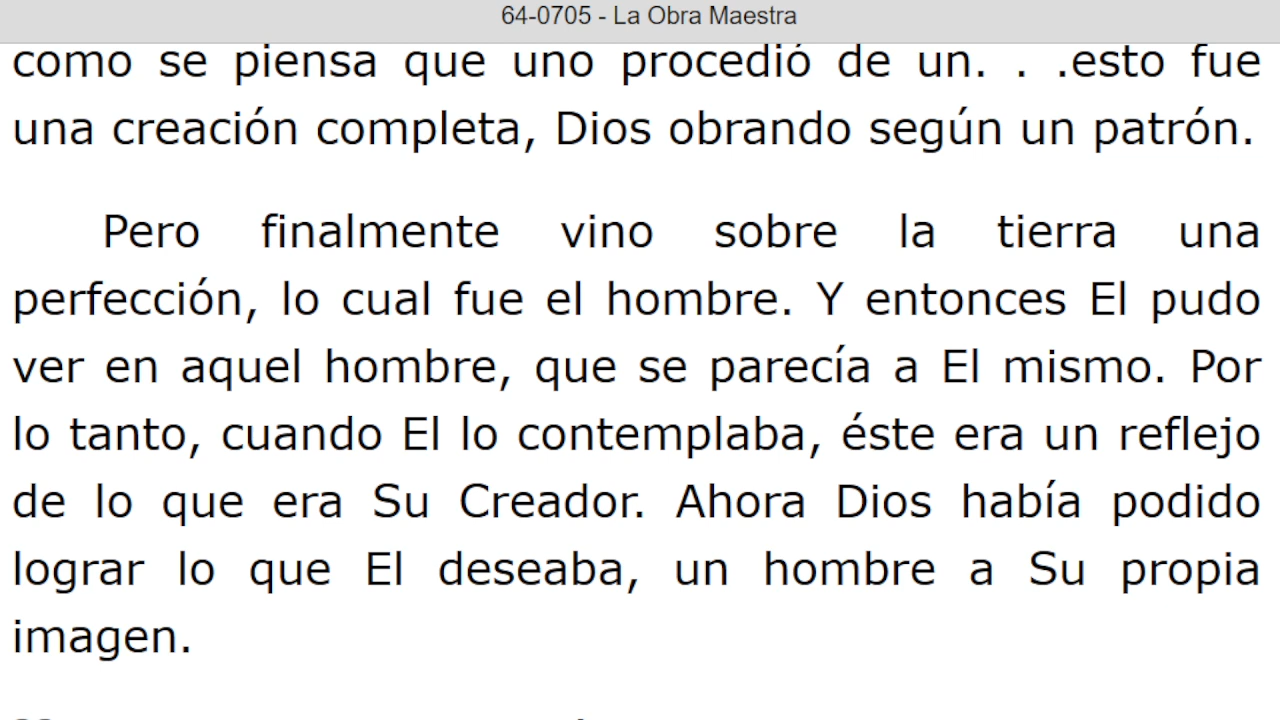 64-0705 - La Obra Maestra
como se piensa que uno procedió de un. . .esto fue
una creación completa, Dios obrando según un patrón.
Pero finalmente vino sobre la tierra una
perfección, lo cual fue el hombre. Y entonces El pudo
ver en aquel hombre, que se parecía a El mismo. Por
lo tanto, cuando El lo contemplaba, éste era un reflejo
de lo que era Su Creador. Ahora Dios había podido
lograr lo que El deseaba, un hombre a Su propia
imagen.